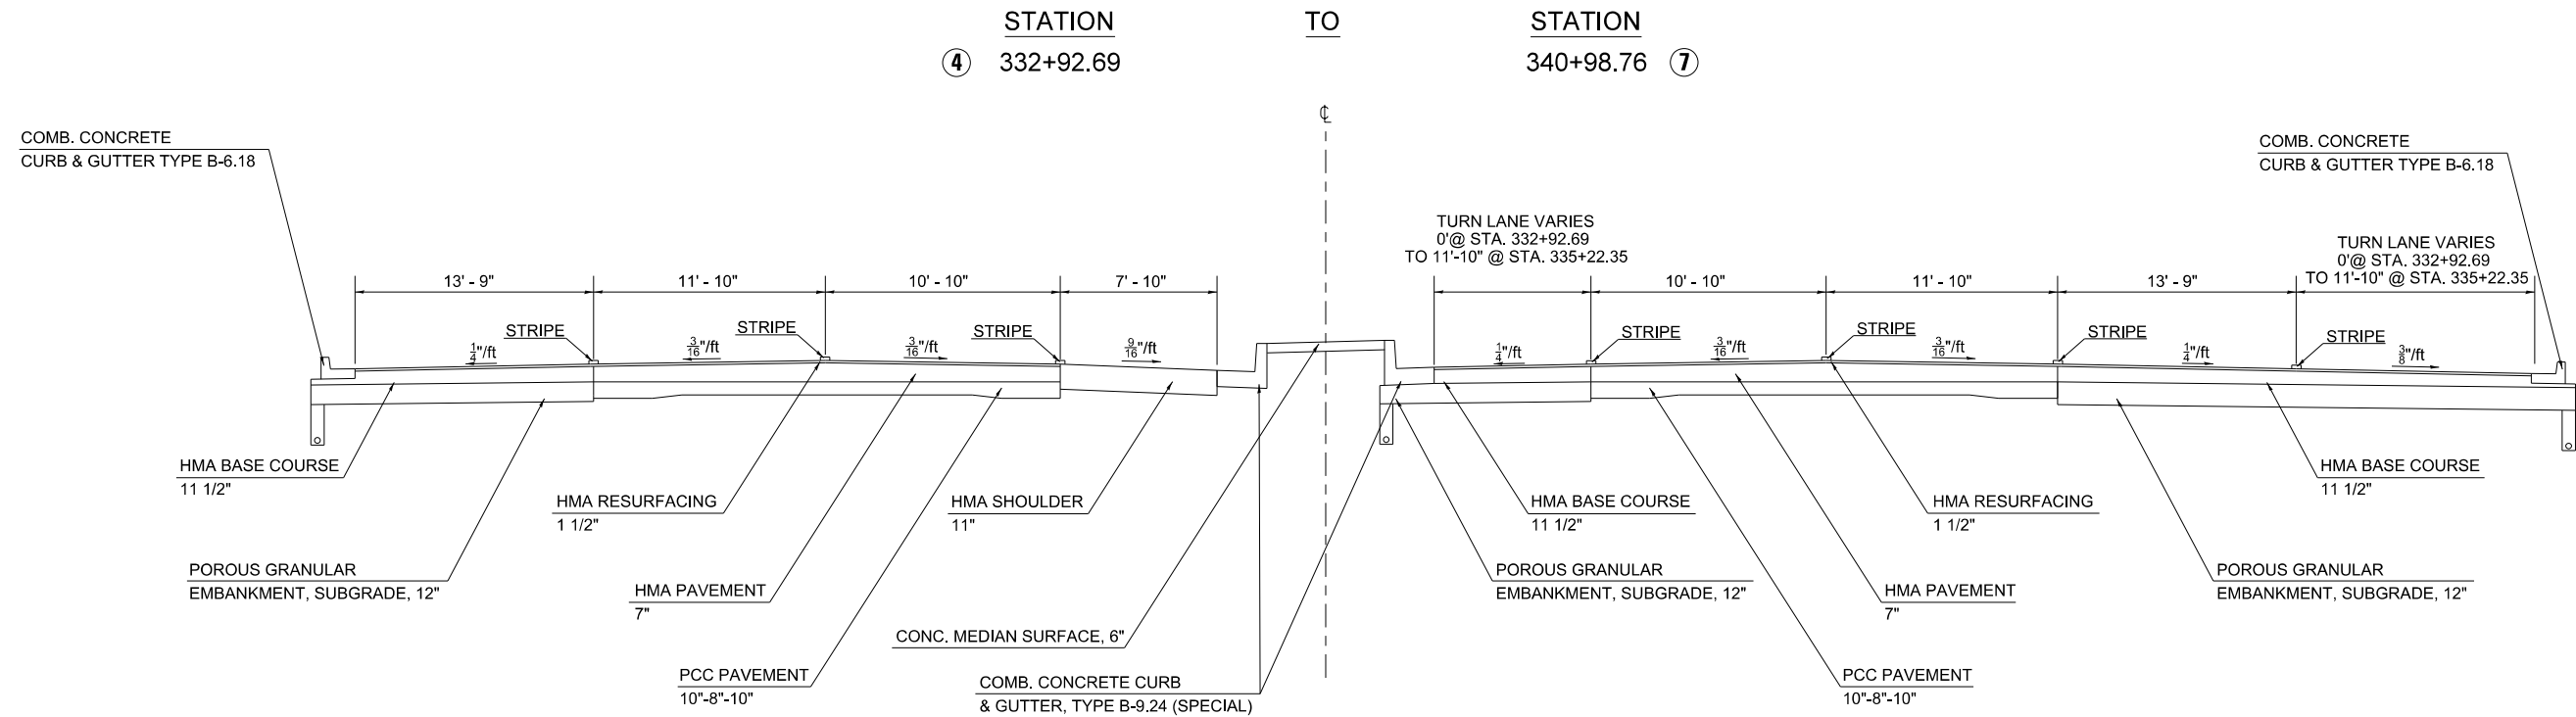 STATION TO STATION
4 332+92.69 340+98.76 7
℄
COMB. CONCRETE
CURB & GUTTER TYPE B-6.18
COMB. CONCRETE
CURB & GUTTER TYPE B-6.18
TURN LANE VARIES
0'@ STA. 332+92.69
TO 11'-10" @ STA. 335+22.35
TURN LANE VARIES
0'@ STA. 332+92.69
TO 11'-10" @ STA. 335+22.35
13' - 9" 11' - 10" 10' - 10" 7' - 10" 10' - 10" 11' - 10" 13' - 9"
STRIPE STRIPE STRIPE STRIPE STRIPE STRIPE STRIPE
1/4"/ft 3/16"/ft 3/16"/ft 9/16"/ft 1/4"/ft 3/16"/ft 3/16"/ft 1/4"/ft 3/8"/ft
HMA BASE COURSE
11 1/2"
HMA RESURFACING
1 1/2"
HMA SHOULDER
11"
HMA BASE COURSE
11 1/2"
HMA RESURFACING
1 1/2"
HMA BASE COURSE
11 1/2"
POROUS GRANULAR
EMBANKMENT, SUBGRADE, 12"
HMA PAVEMENT
7"
POROUS GRANULAR
EMBANKMENT, SUBGRADE, 12"
HMA PAVEMENT
7"
POROUS GRANULAR
EMBANKMENT, SUBGRADE, 12"
CONC. MEDIAN SURFACE, 6"
PCC PAVEMENT
10"-8"-10"
COMB. CONCRETE CURB
& GUTTER, TYPE B-9.24 (SPECIAL)
PCC PAVEMENT
10"-8"-10"